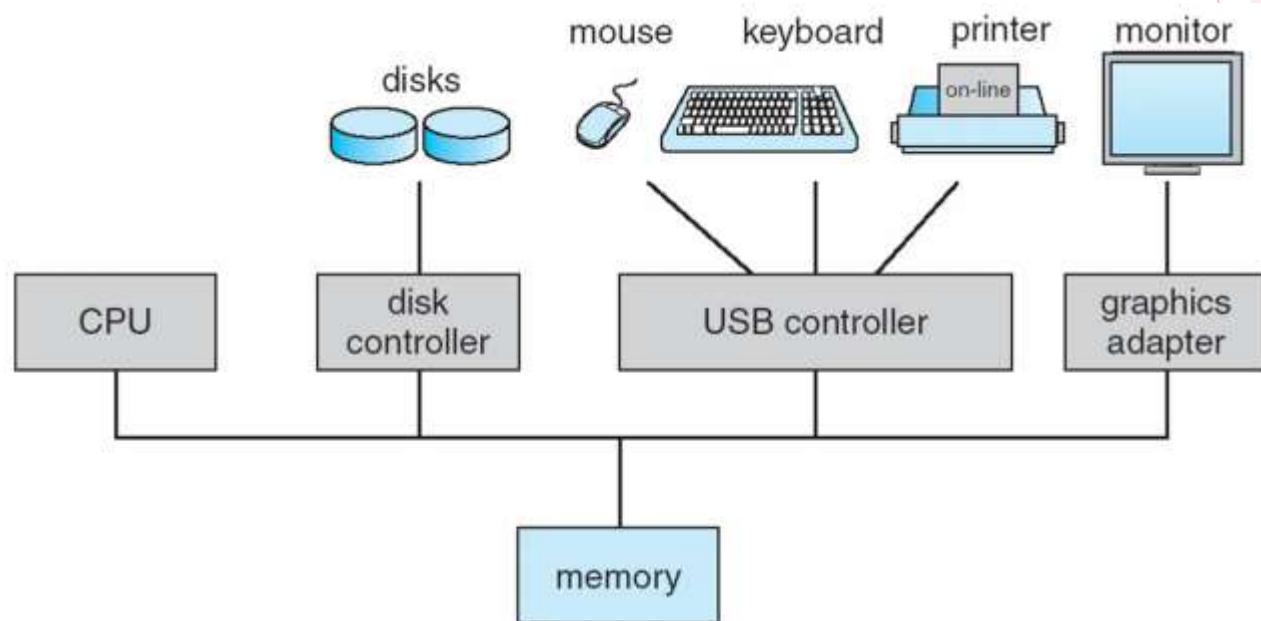 mouse keyboard printer monitor
disks
on-line
CPU
disk
controller
USB controller
graphics
adapter
memory